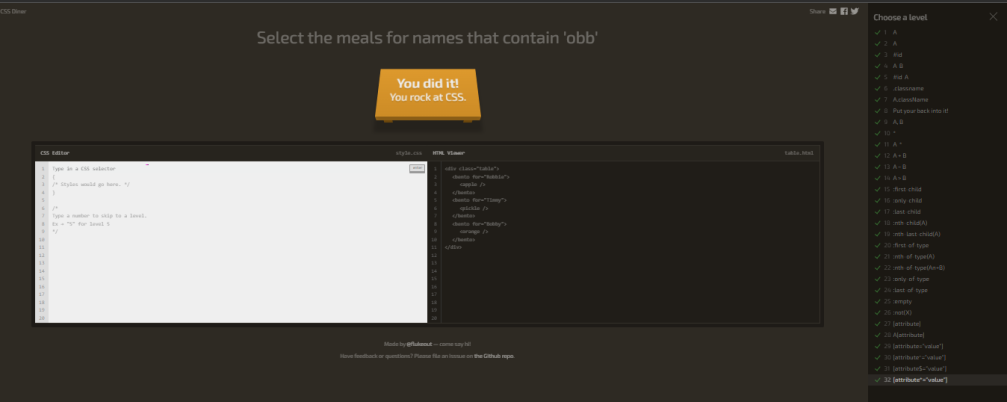 CSS Diner
Share
Select the meals for names that contain 'obb'
You did it!
You rock at CSS.
CSS Editor
style.css
HTML Viewer
table.html
1
2
3
4
5
6
7
8
9
10
11
12
13
14
15
16
17
18
19
20
Type in a CSS selector
{
/* Styles would go here. */
}
/*
Type a number to skip to a level.
Ex → "5" for level 5
*/
1
2
3
4
5
6
7
8
9
10
11
12
13
14
15
16
17
18
19
20
<div class="table">
<bento for="Robbie">
<apple />
</bento>
<bento for="Timmy">
<pickle />
</bento>
<bento for="Bobby">
<orange />
</bento>
</div>
Made by @flukeout — come say hi!
Have feedback or questions? Please file an issue on the Github repo.
Choose a level
1 A
2 A
3 #id
4 A B
5 #id A
6 .classname
7 A.className
8 Put your back into it!
9 A, B
10 *
11 A *
12 A + B
13 A ~ B
14 A > B
15 :first-child
16 :only-child
17 :last-child
18 :nth-child(A)
19 :nth-last-child(A)
20 :first-of-type
21 :nth-of-type(A)
22 :nth-of-type(An+B)
23 :only-of-type
24 :last-of-type
25 :empty
26 :not(X)
27 [attribute]
28 A[attribute]
29 [attribute="value"]
30 [attribute^="value"]
31 [attribute$="value"]
32 [attribute*="value"]